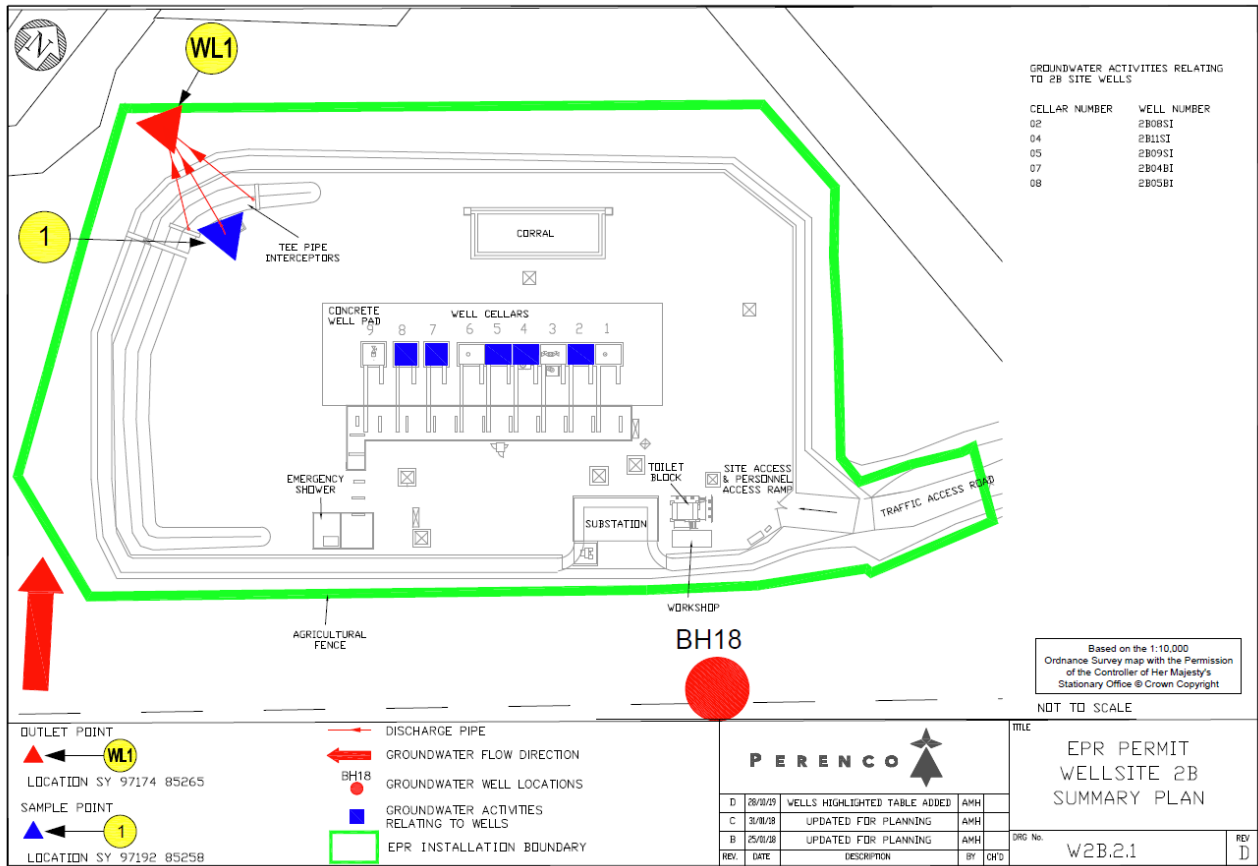 N
WL1
1
TEE PIPE
INTERCEPTORS
CORRAL
CONCRETE
WELL PAD
WELL CELLARS
9 8 7 6 5 4 3 2 1
EMERGENCY
SHOWER
TOILET
BLOCK
SITE ACCESS
& PERSONNEL
ACCESS RAMP
TRAFFIC ACCESS ROAD
SUBSTATION
WORKSHOP
AGRICULTURAL
FENCE
BH18
GROUNDWATER ACTIVITIES RELATING
TO 2B SITE WELLS
CELLAR NUMBER WELL NUMBER
02 2B08SI
04 2B11SI
05 2B09SI
07 2B04BI
08 2B05BI
Based on the 1:10,000
Ordnance Survey map with the Permission
of the Controller of Her Majesty's
Stationary Office © Crown Copyright
NOT TO SCALE
OUTLET POINT
WL1
LOCATION SY 97174 85265
SAMPLE POINT
1
LOCATION SY 97192 85258
DISCHARGE PIPE
GROUNDWATER FLOW DIRECTION
BH18
GROUNDWATER WELL LOCATIONS
GROUNDWATER ACTIVITIES
RELATING TO WELLS
EPR INSTALLATION BOUNDARY
PERENCO
D 28/10/19 WELLS HIGHLIGHTED TABLE ADDED AMH
C 31/01/18 UPDATED FOR PLANNING AMH
B 25/01/18 UPDATED FOR PLANNING AMH
REV. DATE DESCRIPTION BY CH'D
TITLE
EPR PERMIT
WELLSITE 2B
SUMMARY PLAN
DRG No.
W2B.2.1
REV
D